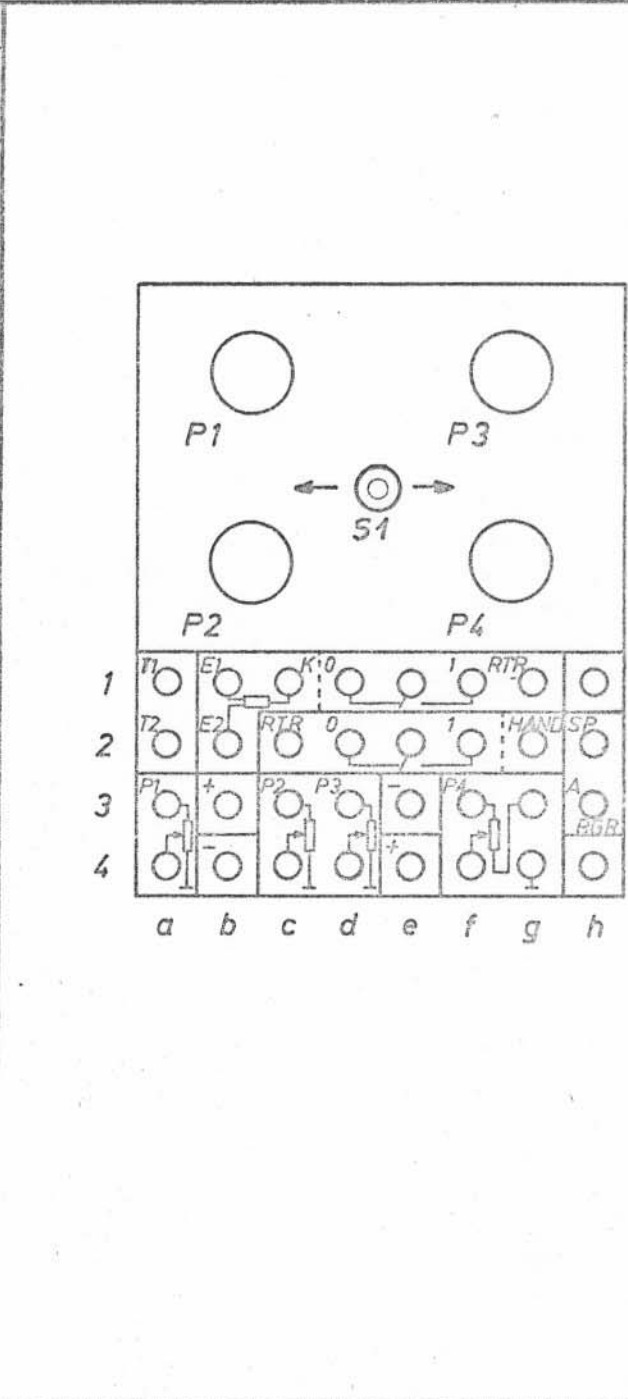 P1 P3
S1
P2 P4
1 T1 E1 K 0 1 RTR
2 T2 E2 RTR 0 1 HAND SP
3 P1 + P2 P3 - P4 A
RGR
4 - +
a b c d e f g h